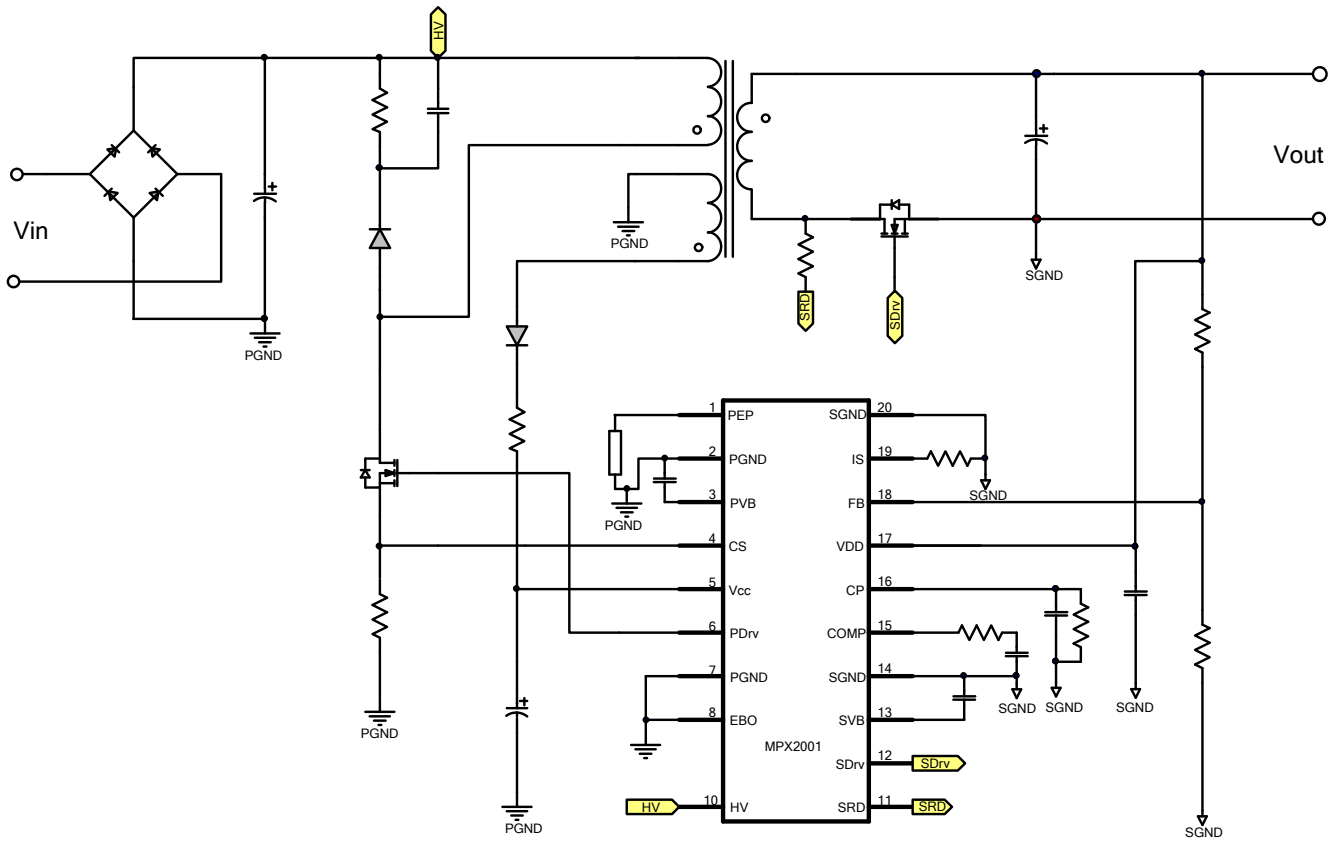 HV
Vin
PGND
PGND
SRD
SDrv
SGND
Vout
1 PEP
SGND 20
2 PGND
IS 19
SGND
3 PVB
FB 18
PGND
4 CS
VDD 17
5 Vcc
CP 16
6 PDrv
COMP 15
7 PGND
SGND 14
SGND
SGND
SGND
8 EBO
SVB 13
PGND
MPX2001
SDrv 12 SDrv
HV 10 HV
SRD 11 SRD
PGND
SGND